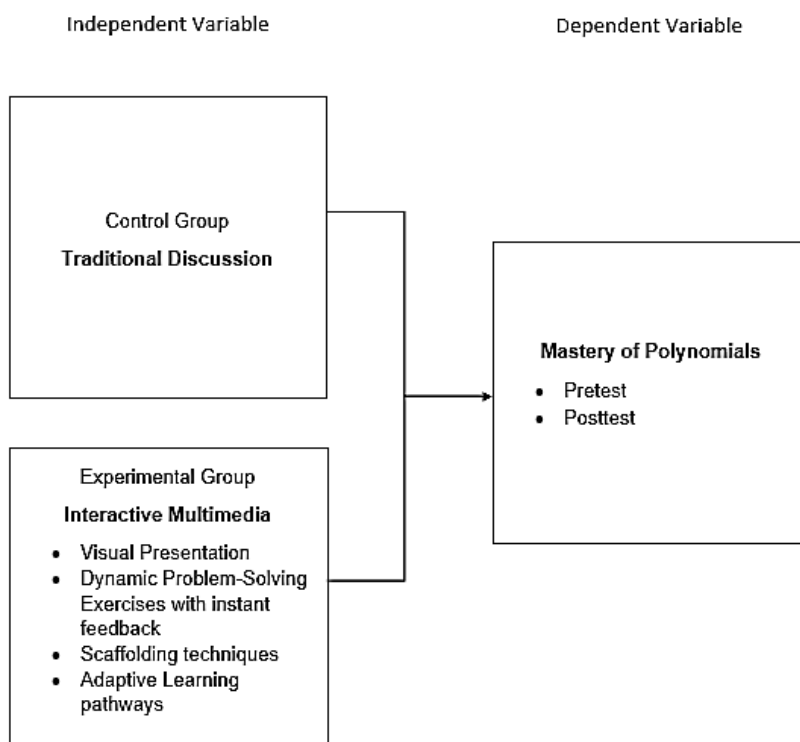 Independent Variable
Dependent Variable
Control Group
Traditional Discussion
Experimental Group
Interactive Multimedia
• Visual Presentation
• Dynamic Problem-Solving
Exercises with instant
feedback
• Scaffolding techniques
• Adaptive Learning
pathways
Mastery of Polynomials
• Pretest
• Posttest